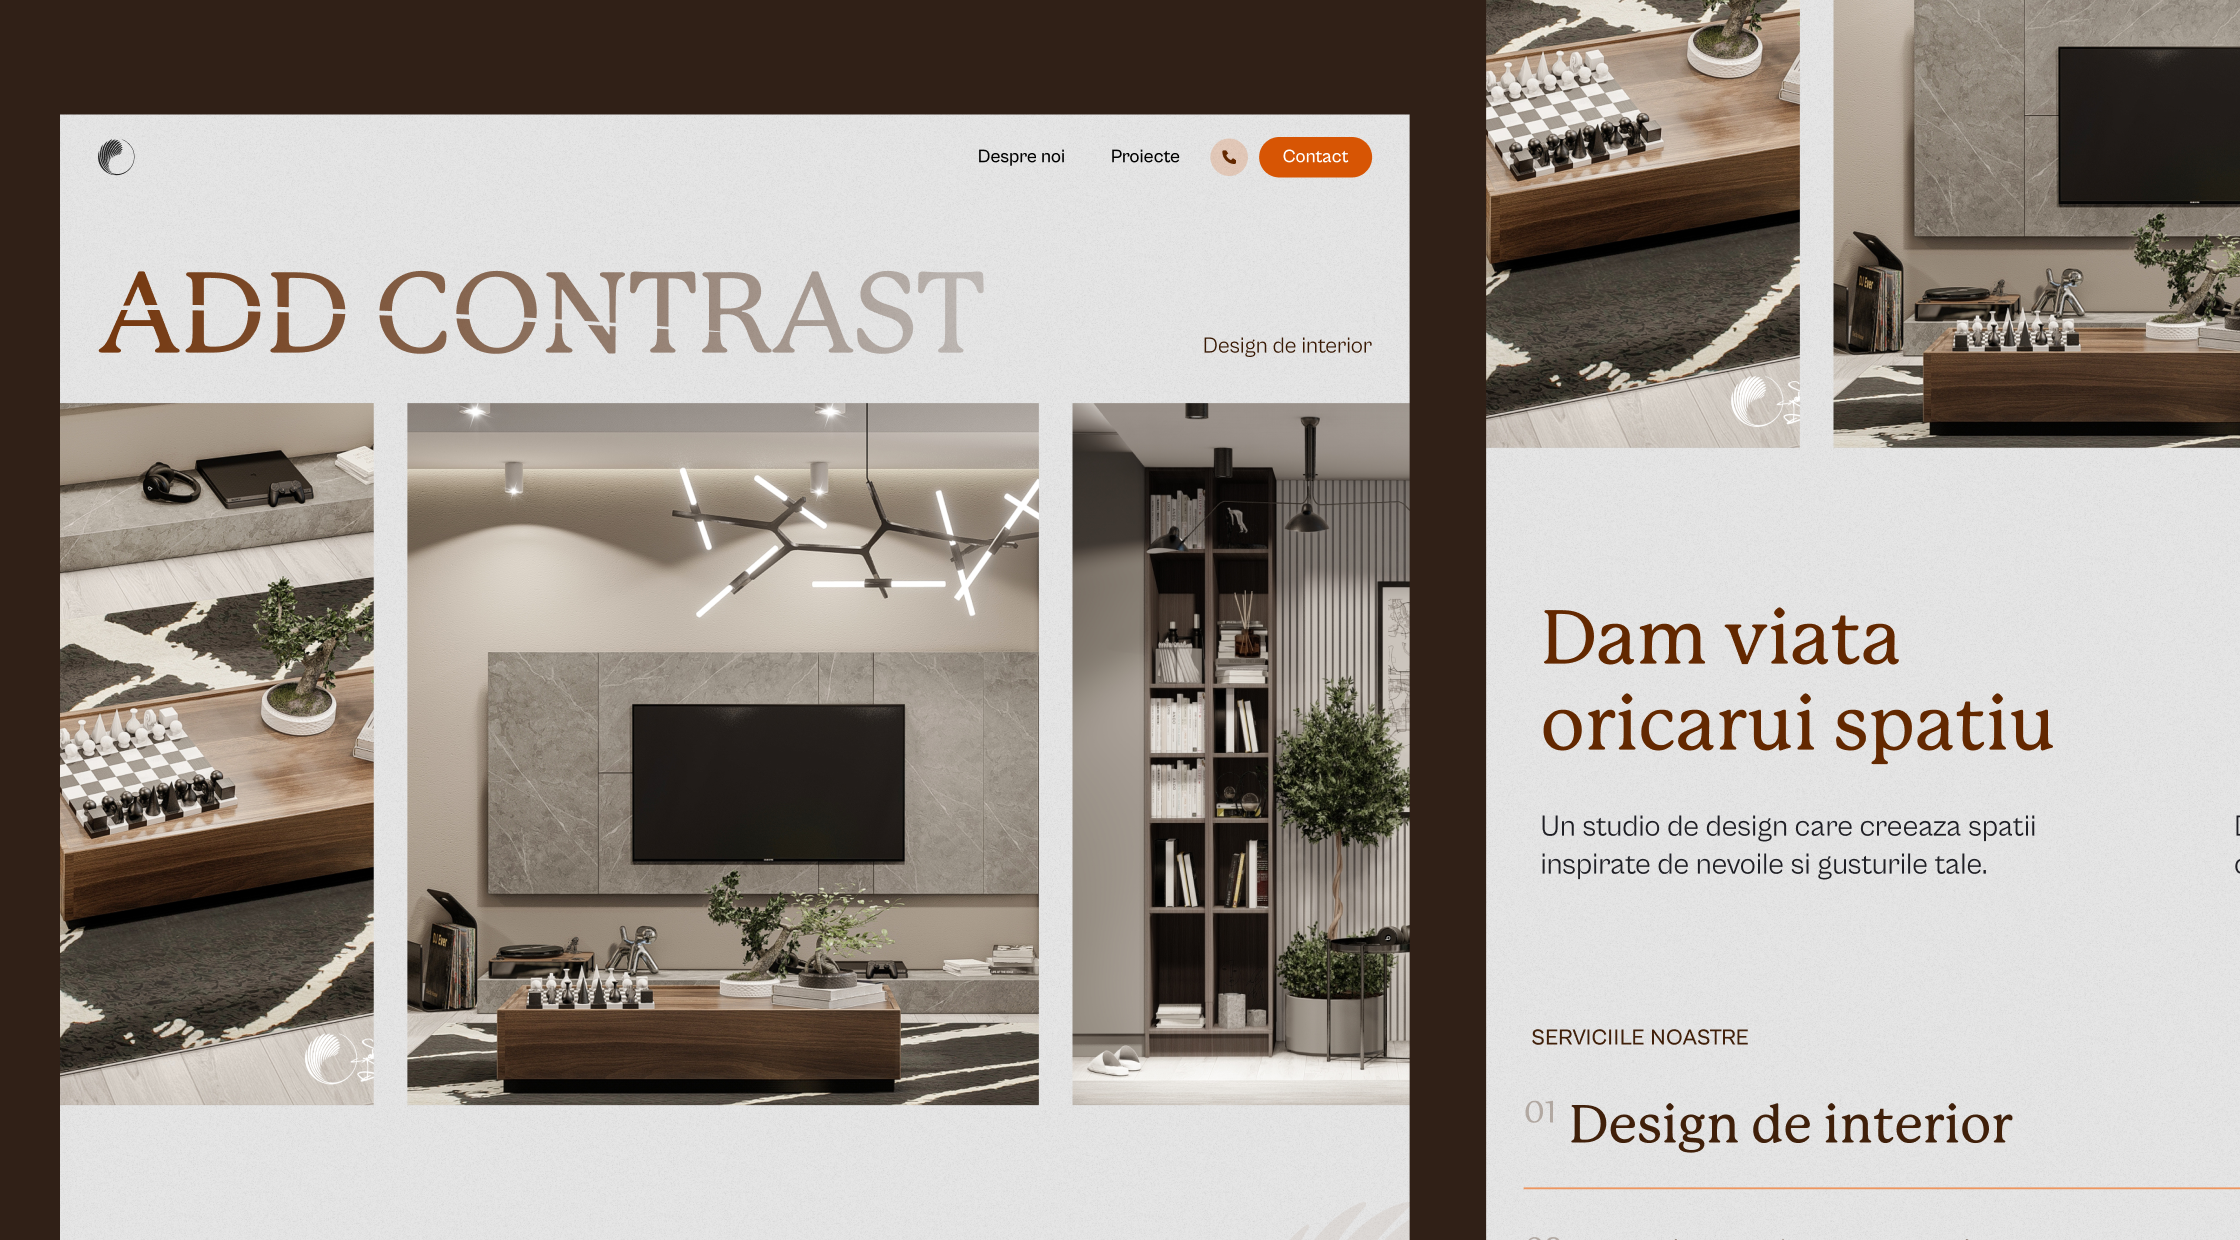 Despre noi
Proiecte
Contact
ADD CONTRAST
Design de interior
Dam viata
oricarui spatiu
Un studio de design care creeaza spatii
inspirate de nevoile si gusturile tale.
SERVICIILE NOASTRE
01 Design de interior